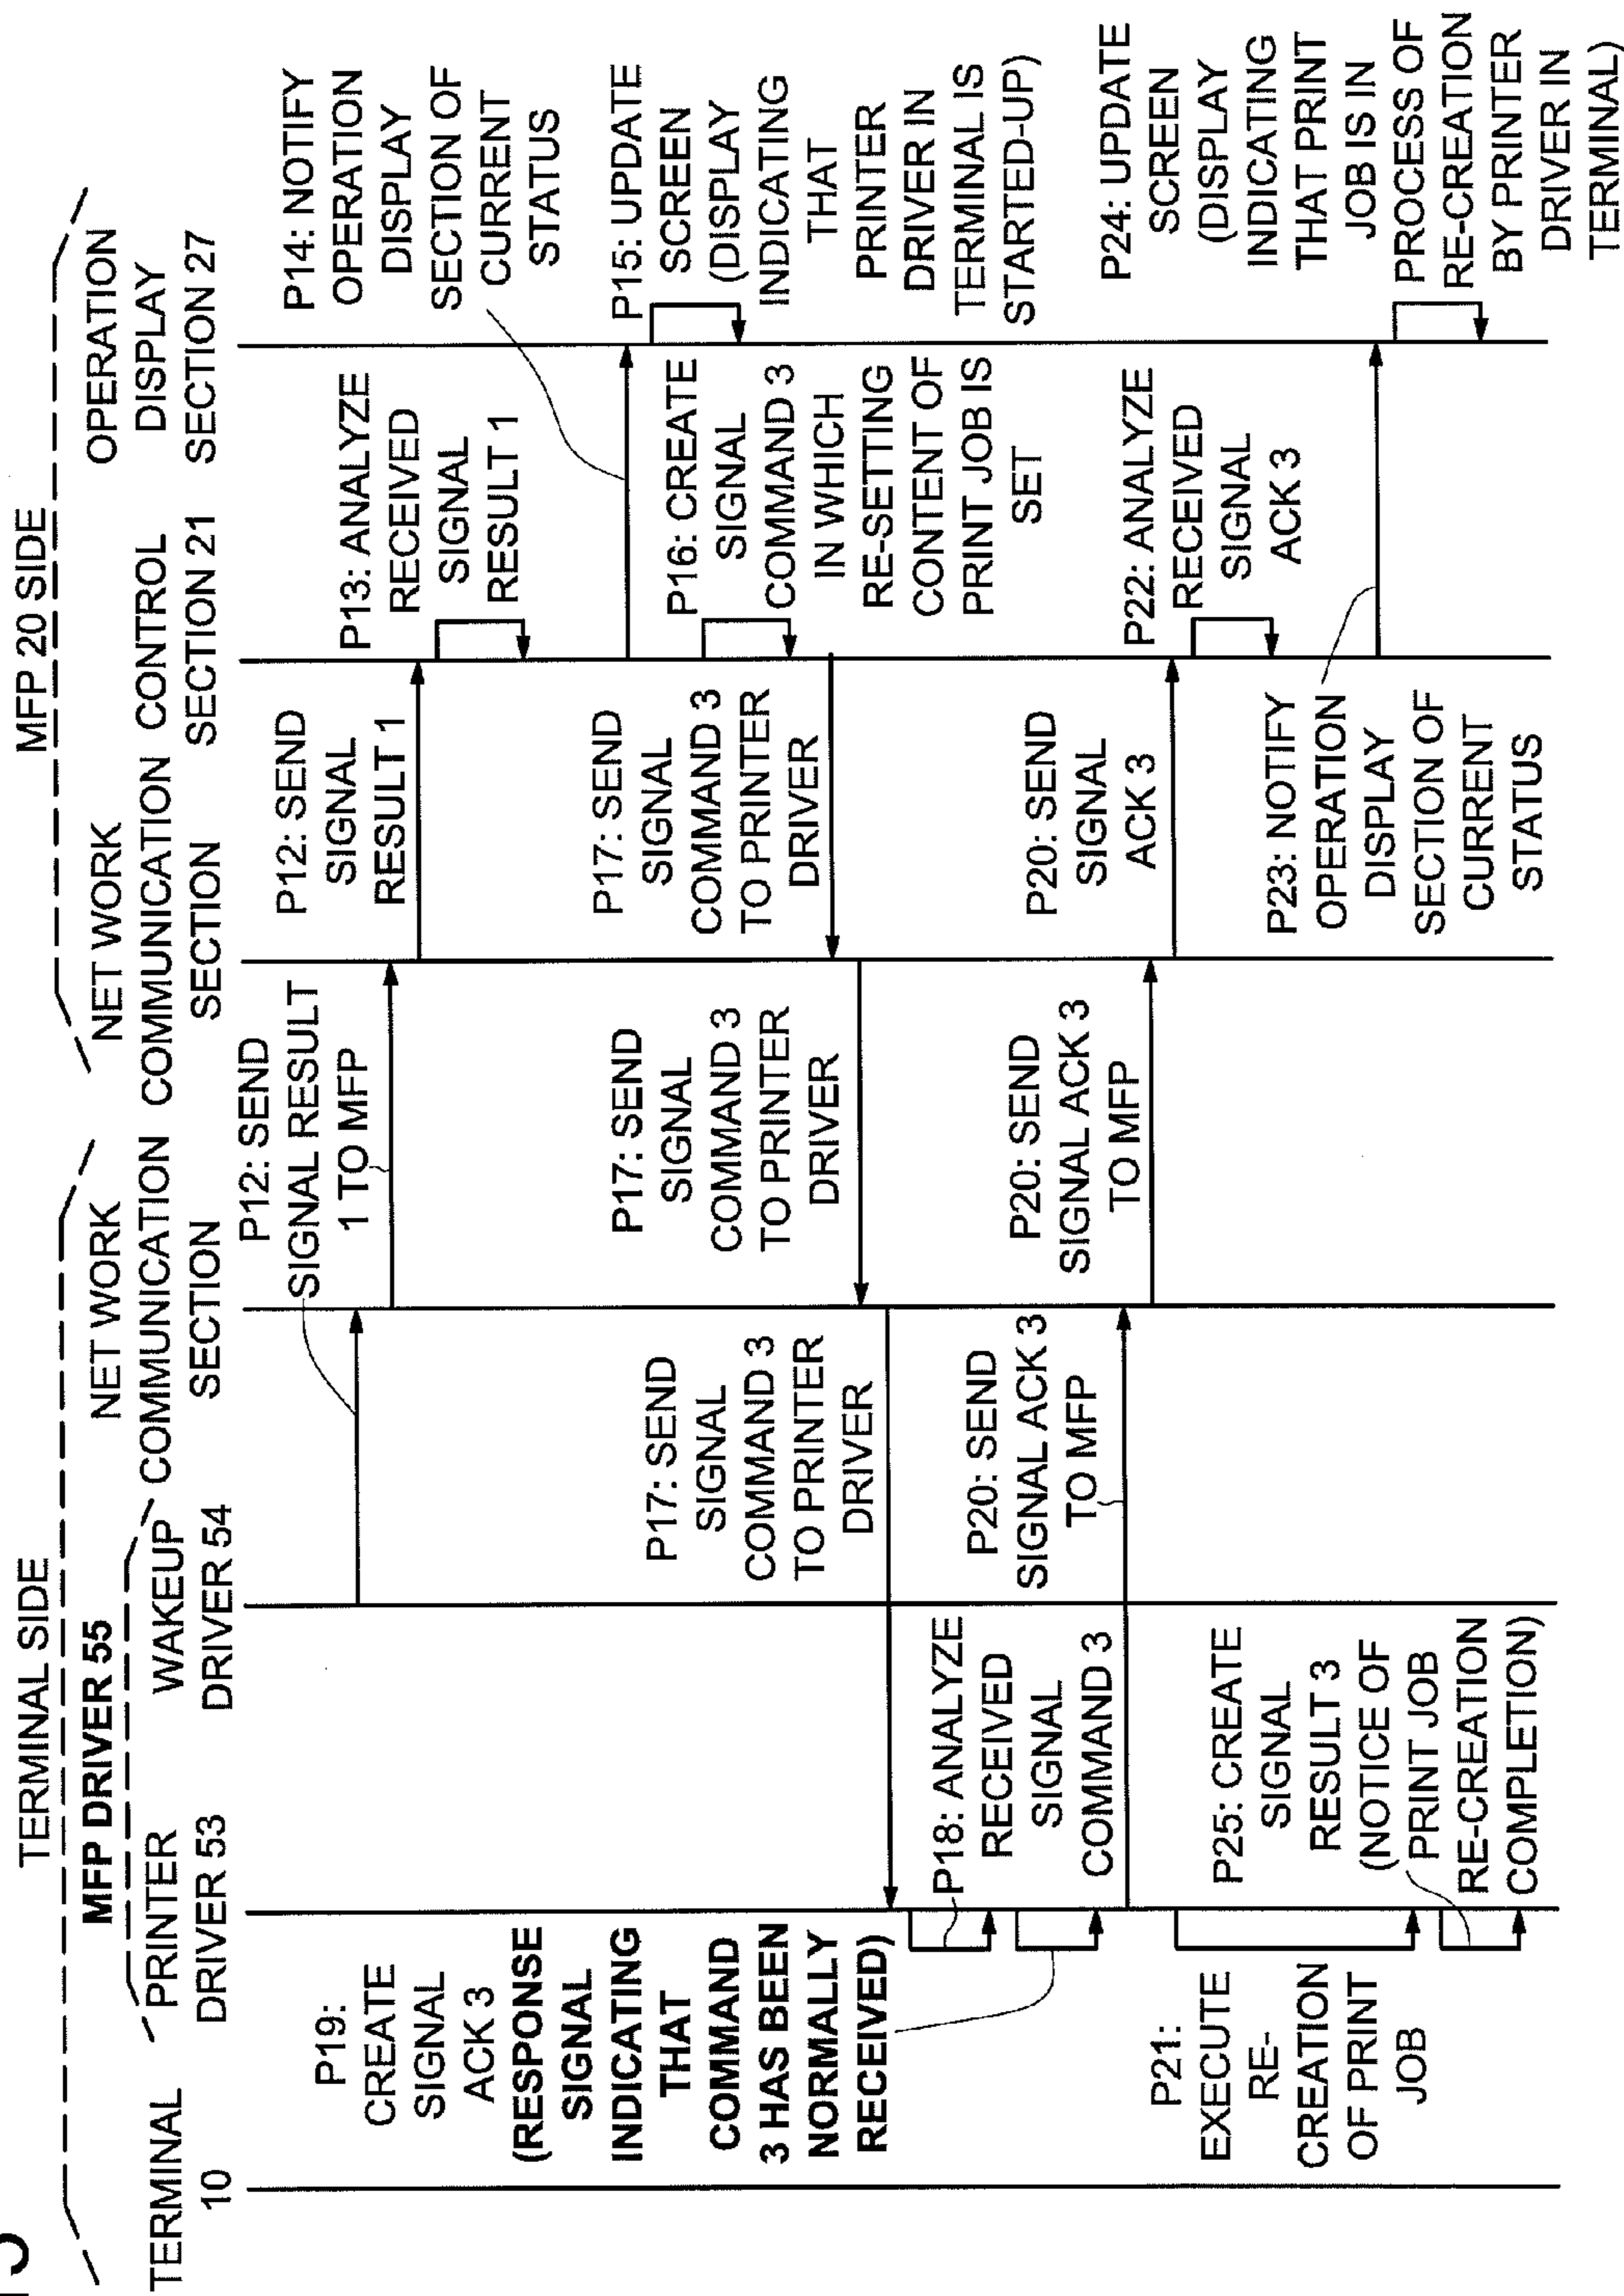 TERMINAL SIDE
MFP 20 SIDE
MFP DRIVER 55
TERMINAL
10
PRINTER
DRIVER 53
WAKEUP
DRIVER 54
NET WORK
COMMUNICATION
SECTION
NET WORK
COMMUNICATION
SECTION
CONTROL
SECTION 21
OPERATION
DISPLAY
SECTION 27
P12: SEND
SIGNAL RESULT
1 TO MFP
P12: SEND
SIGNAL
RESULT 1
P13: ANALYZE
RECEIVED
SIGNAL
RESULT 1
P14: NOTIFY
OPERATION
DISPLAY
SECTION OF
CURRENT
STATUS
P15: UPDATE
SCREEN
(DISPLAY
INDICATING
THAT
PRINTER
DRIVER IN
TERMINAL IS
STARTED-UP)
P16: CREATE
SIGNAL
COMMAND 3
IN WHICH
RE-SETTING
CONTENT OF
PRINT JOB IS
SET
P17: SEND
SIGNAL
COMMAND 3
TO PRINTER
DRIVER
P17: SEND
SIGNAL
COMMAND 3
TO PRINTER
DRIVER
P17: SEND
SIGNAL
COMMAND 3
TO PRINTER
DRIVER
P18: ANALYZE
RECEIVED
SIGNAL
COMMAND 3
P19:
CREATE
SIGNAL
ACK 3
(RESPONSE
SIGNAL
INDICATING
THAT
COMMAND
3 HAS BEEN
NORMALLY
RECEIVED)
P20: SEND
SIGNAL ACK 3
TO MFP
P20: SEND
SIGNAL ACK 3
TO MFP
P20: SEND
SIGNAL
ACK 3
P21:
EXECUTE
RE-
CREATION
OF PRINT
JOB
P22: ANALYZE
RECEIVED
SIGNAL
ACK 3
P23: NOTIFY
OPERATION
DISPLAY
SECTION OF
CURRENT
STATUS
P24: UPDATE
SCREEN
(DISPLAY
INDICATING
THAT PRINT
JOB IS IN
PROCESS OF
RE-CREATION
BY PRINTER
DRIVER IN
TERMINAL)
P25: CREATE
SIGNAL
RESULT 3
(NOTICE OF
PRINT JOB
RE-CREATION
COMPLETION)